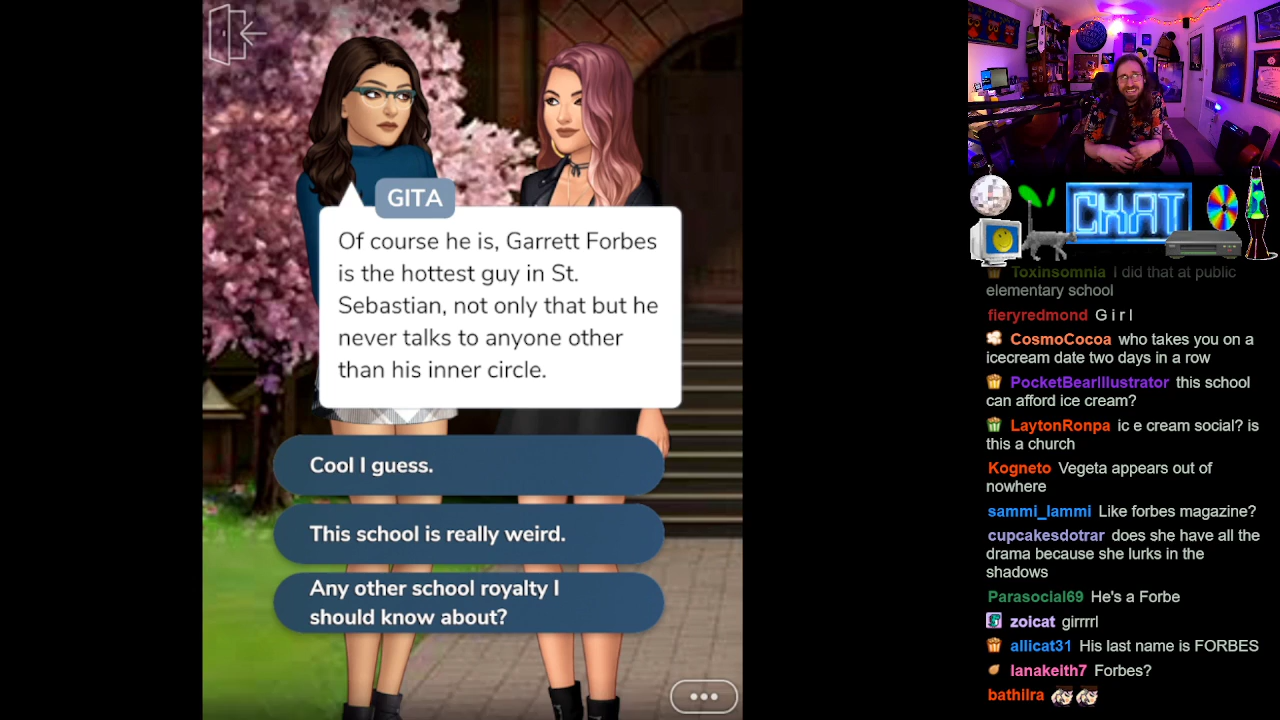 GITA
Of course he is, Garrett Forbes
is the hottest guy in St.
Sebastian, not only that but he
never talks to anyone other
than his inner circle.
Cool I guess.
This school is really weird.
Any other school royalty I
should know about?
CHAT
Toxinsomnia I did that at public
elementary school
fieryredmond G i r l
CosmoCocoa who takes you on a
icecream date two days in a row
PocketBearIllustrator this school
can afford ice cream?
LaytonRonpa ic e cream social? is
this a church
Kogneto Vegeta appears out of
nowhere
sammi_lammi Like forbes magazine?
cupcakesdotrar does she have all the
drama because she lurks in the
shadows
Parasocial69 He's a Forbe
zoicat girrrrl
allicat31 His last name is FORBES
lanakeith7 Forbes?
bathilra